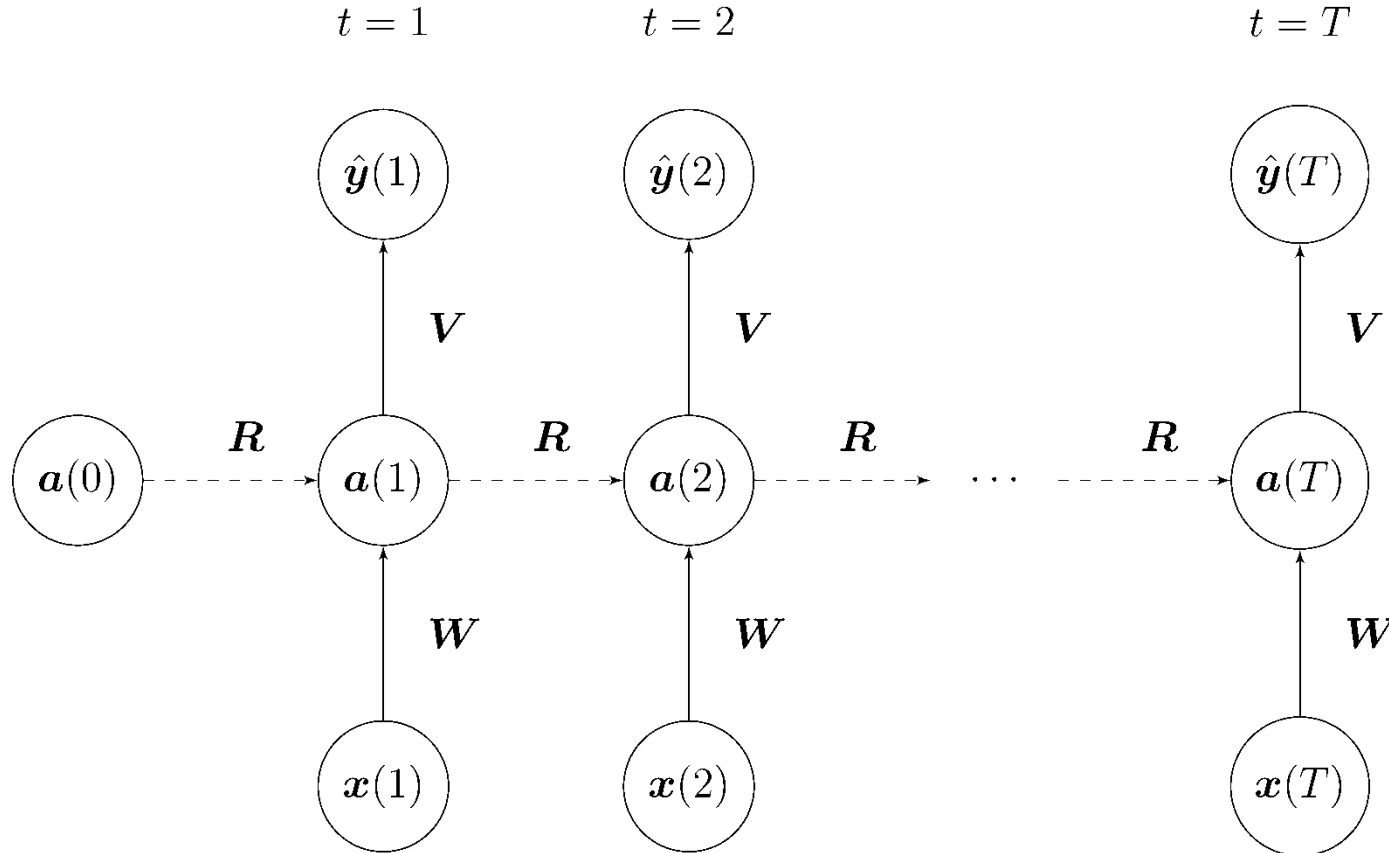 t = 1 t = 2 t = T
ŷ(1) ŷ(2) ŷ(T)
V V V
R R R R
a(0) a(1) a(2) ··· a(T)
W W W
x(1) x(2) x(T)